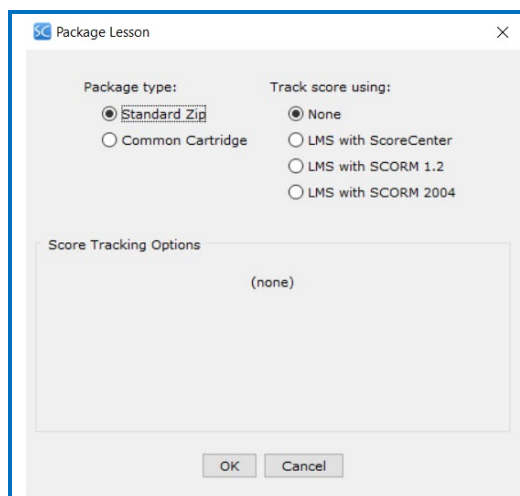 SC Package Lesson
Package type:
Standard Zip
Common Cartridge
Track score using:
None
LMS with ScoreCenter
LMS with SCORM 1.2
LMS with SCORM 2004
Score Tracking Options
(none)
OK Cancel